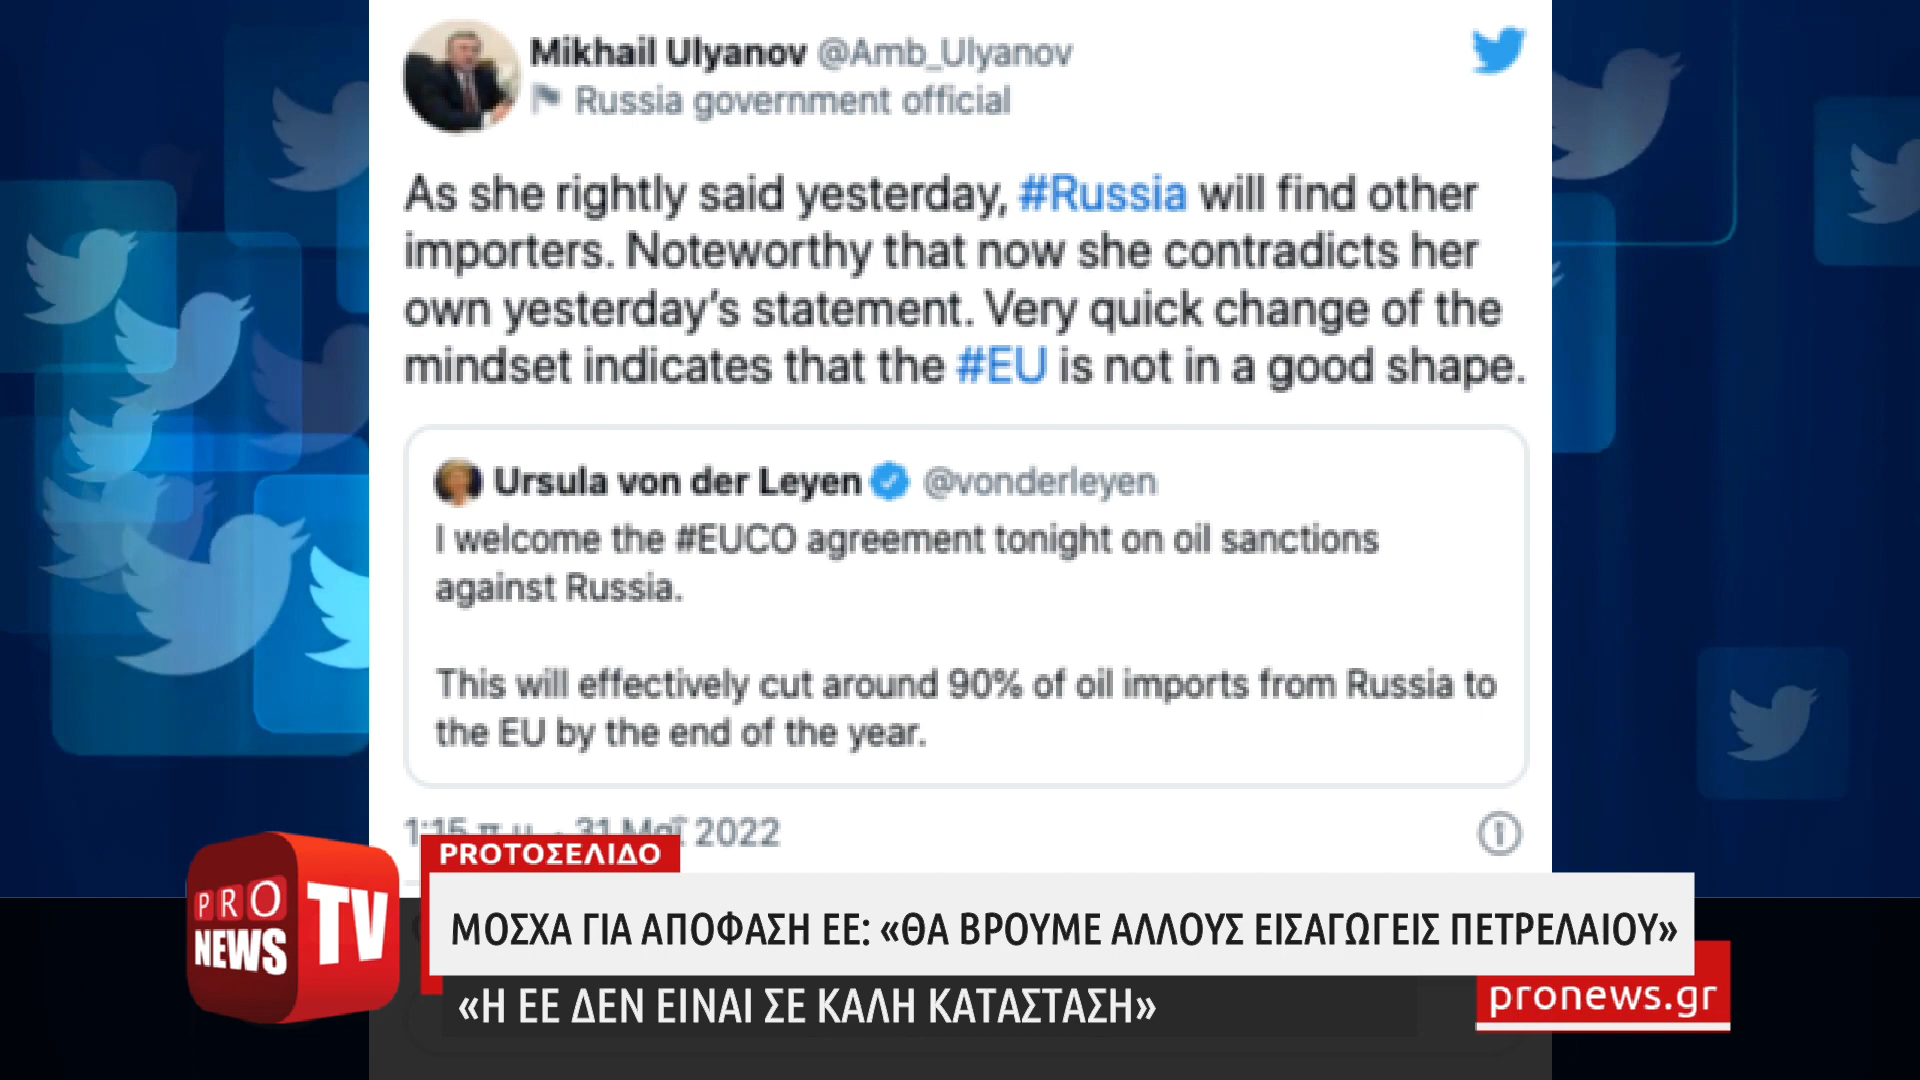 Mikhail Ulyanov @Amb_Ulyanov
Russia government official
As she rightly said yesterday, #Russia will find other
importers. Noteworthy that now she contradicts her
own yesterday's statement. Very quick change of the
mindset indicates that the #EU is not in a good shape.
Ursula von der Leyen @vonderleyen
I welcome the #EUCO agreement tonight on oil sanctions
against Russia.
This will effectively cut around 90% of oil imports from Russia to
the EU by the end of the year.
1:15 π.μ. · 31 Μαΐ 2022
PROTOΣΕΛΙΔΟ
PRO
NEWS
TV
ΜΟΣΧΑ ΓΙΑ ΑΠΟΦΑΣΗ ΕΕ: «ΘΑ ΒΡΟΥΜΕ ΑΛΛΟΥΣ ΕΙΣΑΓΩΓΕΙΣ ΠΕΤΡΕΛΑΙΟΥ»
«Η ΕΕ ΔΕΝ ΕΙΝΑΙ ΣΕ ΚΑΛΗ ΚΑΤΑΣΤΑΣΗ»
pronews.gr